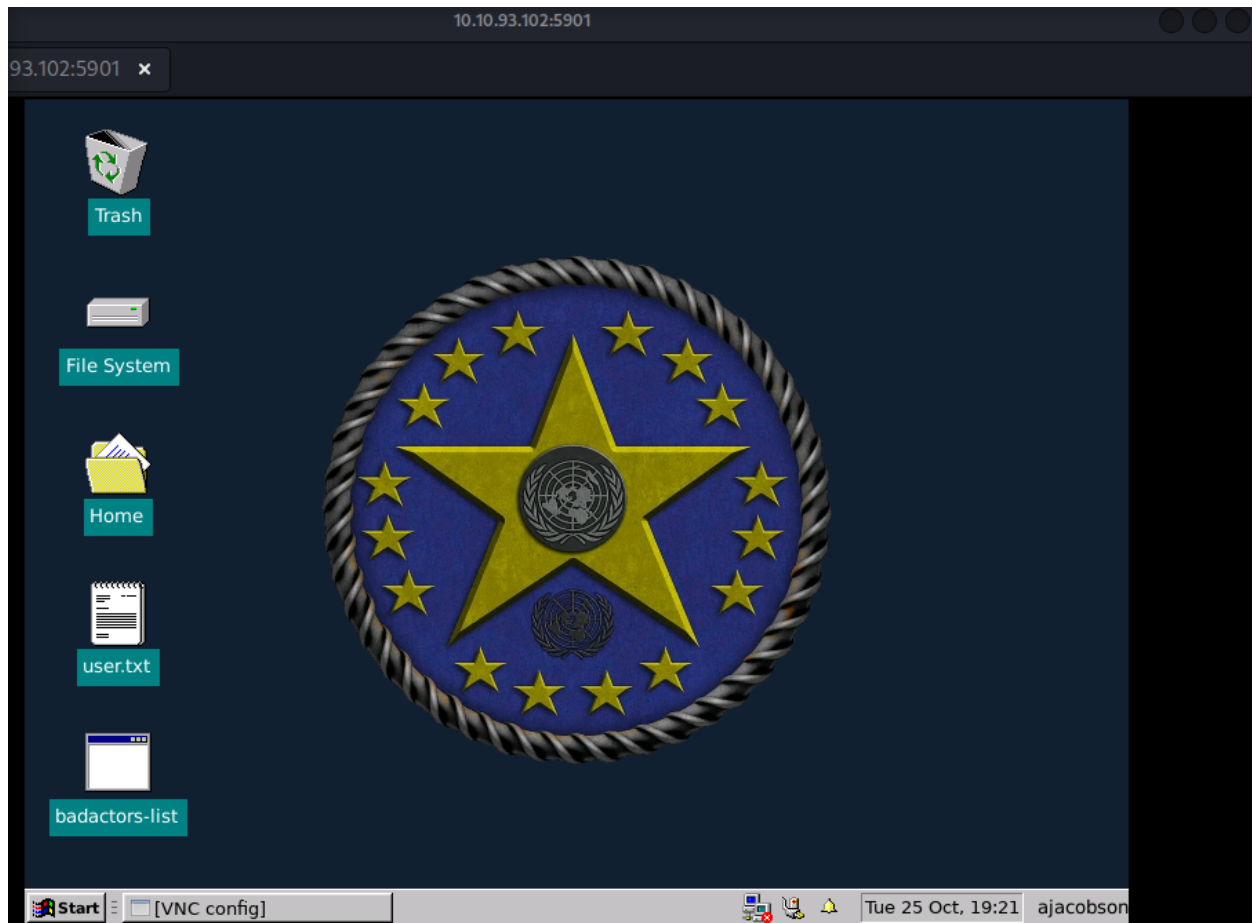 10.10.93.102:5901
93.102:5901 ×
Trash
File System
Home
user.txt
badactors-list
Start [VNC config] Tue 25 Oct, 19:21 ajacobson